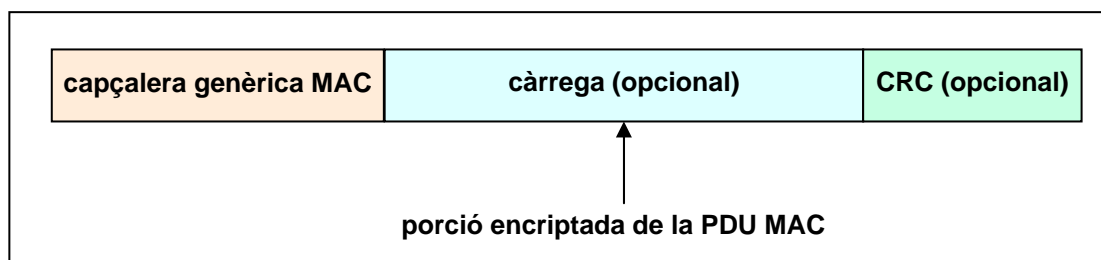 capçalera genèrica MAC
càrrega (opcional)
CRC (opcional)
porció encriptada de la PDU MAC